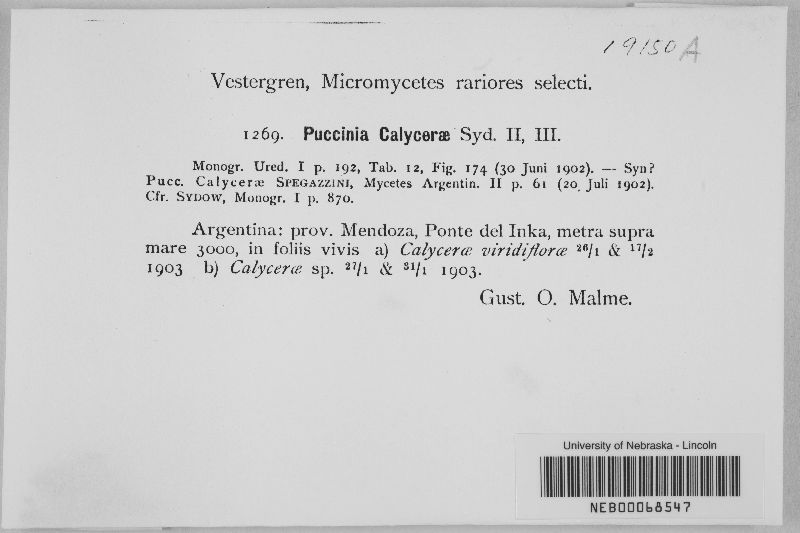 19150A
Vestergren, Micromycetes rariores selecti.
1269. Puccinia Calyceræ Syd. II, III.
Monogr. Ured. I p. 192, Tab. 12, Fig. 174 (30 Juni 1902). — Syn?
Pucc. Calyceræ SPEGAZZINI, Mycetes Argentin. II p. 61 (20. Juli 1902).
Cfr. SYDOW, Monogr. I p. 870.
Argentina: prov. Mendoza, Ponte del Inka, metra supra
mare 3000, in foliis vivis a) Calyceræ viridifloræ 26/1 & 17/2
1903 b) Calyceræ sp. 27/1 & 31/1 1903.
Gust. O. Malme.
University of Nebraska - Lincoln
NEB00068547